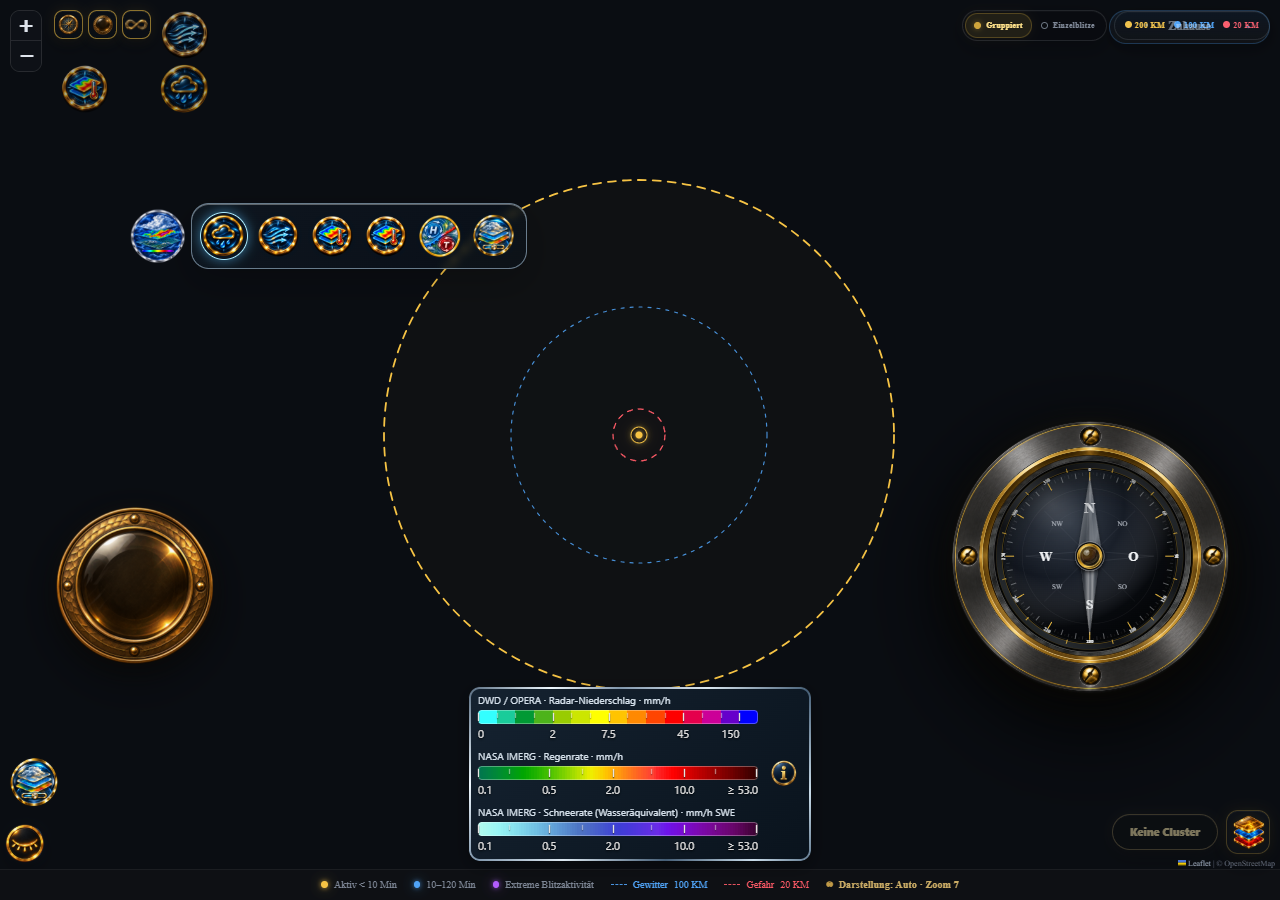 +
−
Gruppiert
Einzelblitze
200 KM
100 KM
20 KM
Zuhause
H
T
N
NW
NO
W
O
SW
SO
S
DWD / OPERA · Radar-Niederschlag · mm/h
0 2 7.5 45 150
NASA IMERG · Regenrate · mm/h
0.1 0.5 2.0 10.0 ≥ 53.0
NASA IMERG · Schneerate (Wasseräquivalent) · mm/h SWE
0.1 0.5 2.0 10.0 ≥ 53.0
Keine Cluster
Leaflet | © OpenStreetMap
Aktiv < 10 Min
10–120 Min
Extreme Blitzaktivität
Gewitter 100 KM
Gefahr 20 KM
Darstellung: Auto · Zoom 7